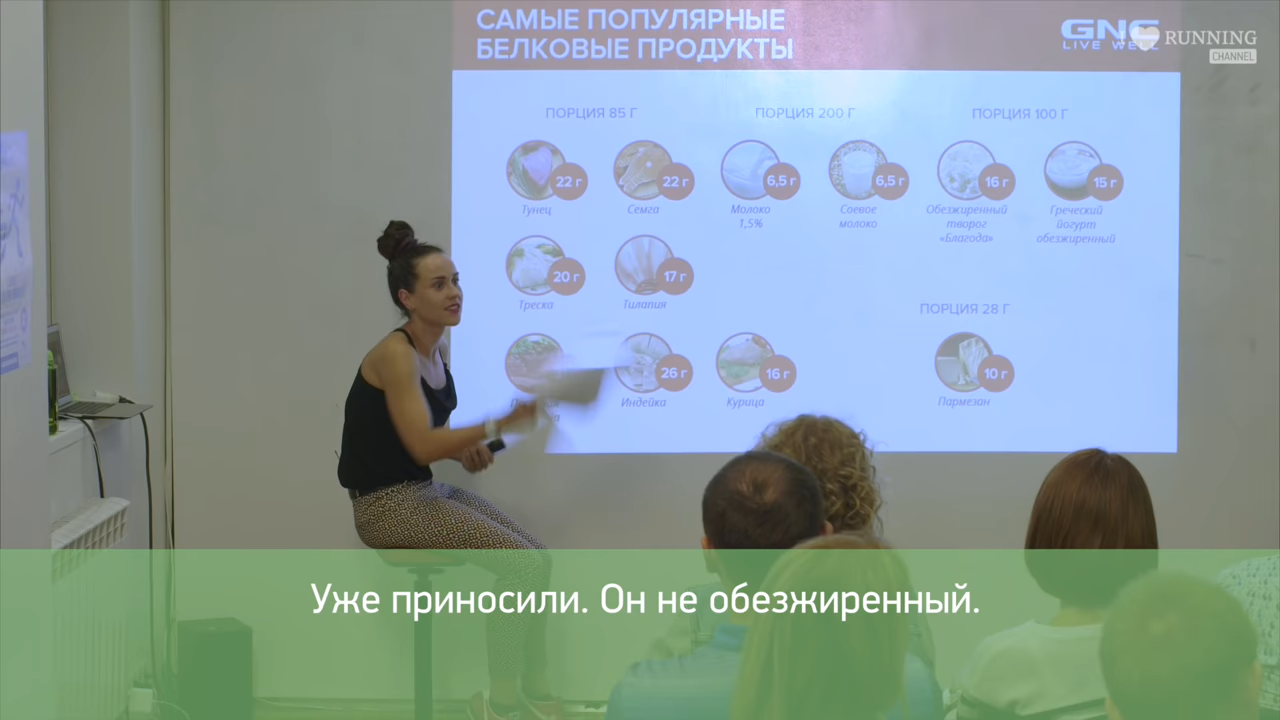 САМЫЕ ПОПУЛЯРНЫЕ
БЕЛКОВЫЕ ПРОДУКТЫ
GNC
LIVE WELL
RUNNING
CHANNEL
ПОРЦИЯ 85 Г
ПОРЦИЯ 200 Г
ПОРЦИЯ 100 Г
22 г
22 г
6,5 г
6,5 г
16 г
15 г
Тунец
Семга
Молоко
1,5%
Соевое
молоко
Обезжиренный
творог
«Благода»
Греческий
йогурт
обезжиренный
20 г
17 г
Треска
Тилапия
ПОРЦИЯ 28 Г
26 г
16 г
10 г
Индейка
Курица
Пармезан
Уже приносили. Он не обезжиренный.